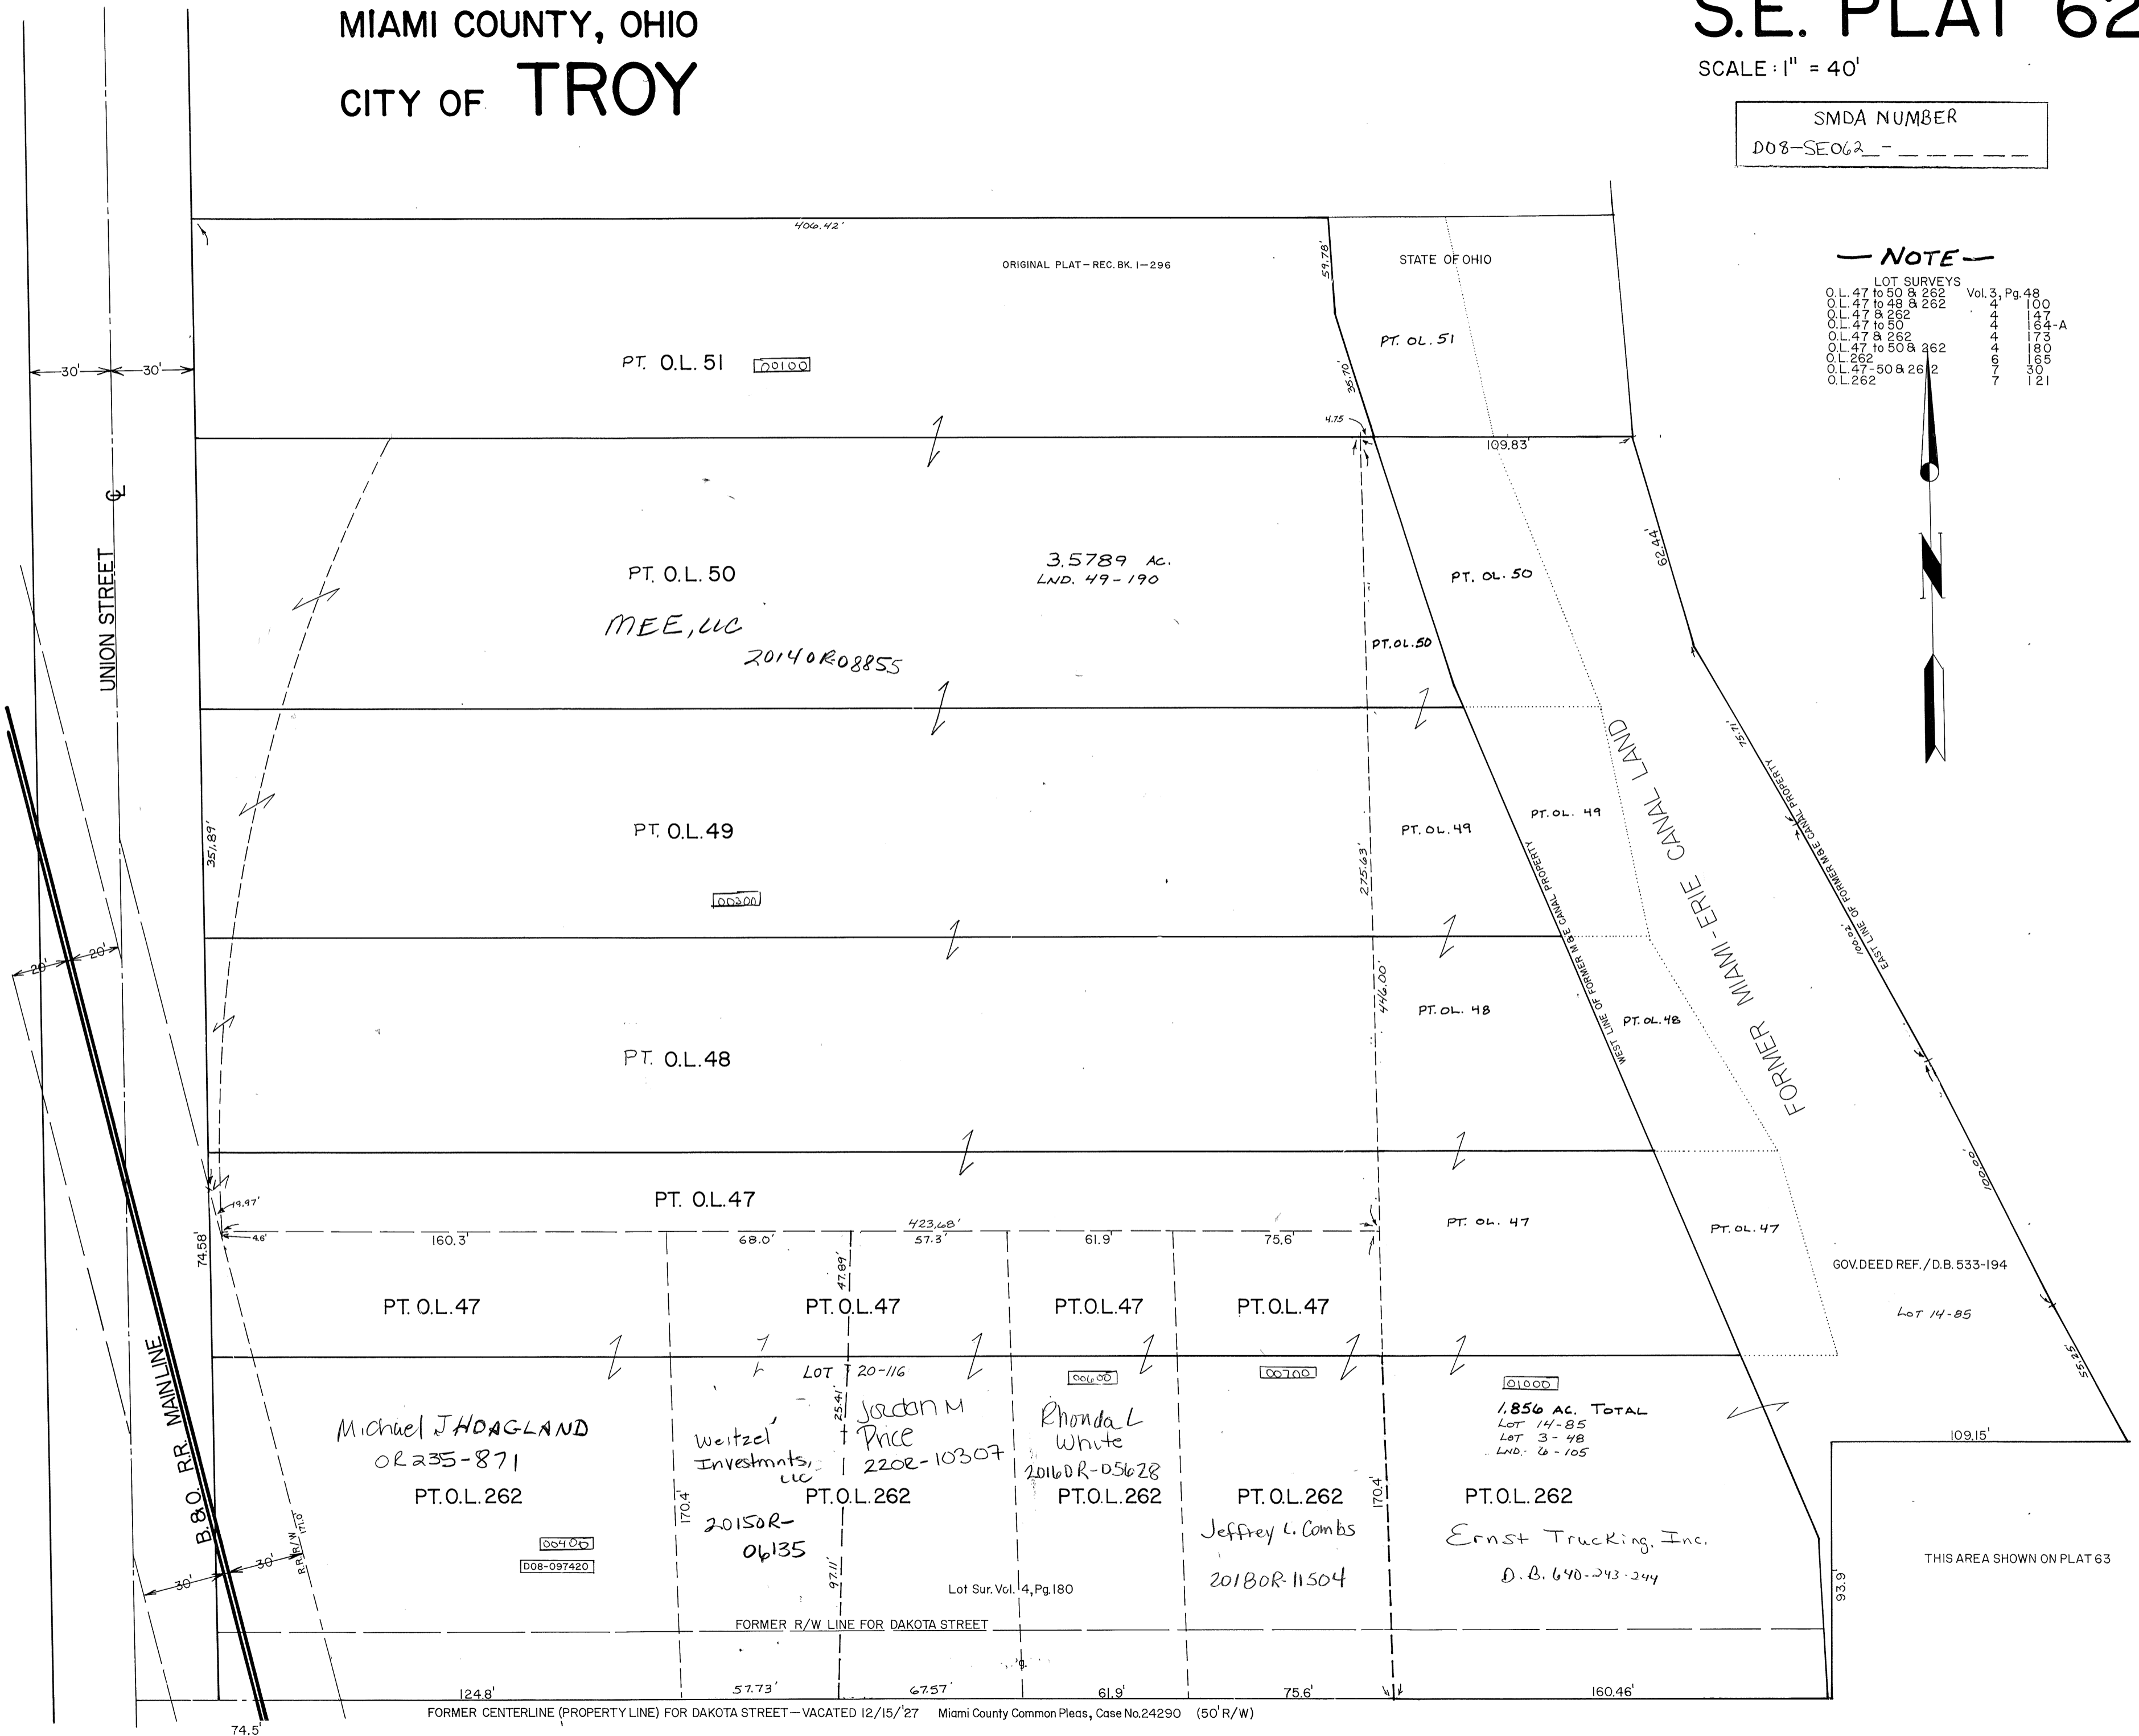 MIAMI COUNTY, OHIO
CITY OF TROY
S.E. PLAT 62
SCALE: 1" = 40'
SMDA NUMBER
D08-SE062__-__ __ __ __ __
— NOTE —
LOT SURVEYS
O.L. 47 to 50 & 262 Vol. 3, Pg. 48
O.L. 47 to 48 & 262 4 100
O.L. 47 & 262 4 147
O.L. 47 to 50 4 164-A
O.L. 47 & 262 4 173
O.L. 47 to 50 & 262 4 180
O.L. 262 6 165
O.L. 47-50 & 262 7 30
O.L. 262 7 121
N
406.42'
ORIGINAL PLAT - REC. BK. 1-296
59.78'
STATE OF OHIO
PT. O.L. 51
00100
PT. OL. 51
35.70'
4.75
109.83'
30'
30'
UNION STREET
62.44'
PT. O.L. 50
3.5789 AC.
LND. 49-190
MEE, LLC
20140R-08855
PT. OL. 50
PT. OL. 50
75.71'
FORMER MIAMI - ERIE CANAL LAND
351.89'
PT. O.L. 49
00300
275.63'
PT. OL. 49
PT. OL. 49
WEST LINE OF FORMER M&E CANAL PROPERTY
EAST LINE OF FORMER M&E CANAL PROPERTY
100.02'
20'
20'
446.00'
PT. O.L. 48
PT. OL. 48
PT. OL. 48
100.00'
PT. O.L. 47
19.97'
4.6'
74.58'
423.68'
160.3'
68.0'
57.3'
61.9'
75.6'
PT. OL. 47
PT. OL. 47
47.89'
GOV. DEED REF./D.B. 533-194
LOT 14-85
75.25'
PT. O.L. 47
PT. O.L. 47
PT. O.L. 47
PT. O.L. 47
LOT 20-116
00600
00700
01000
1.856 AC. TOTAL
LOT 14-85
LOT 3-48
LND. 6-105
B. & O. R.R. MAINLINE
Michael J HOAGLAND
OR 235-871
Weitzel
Investmnts,
LLC
25.41'
Jordan M
Price
220R-10307
Rhonda L
White
20160R-05628
109.15'
PT. O.L. 262
PT. O.L. 262
PT. O.L. 262
PT. O.L. 262
PT. O.L. 262
170.4'
170.4'
20150R-
06135
Jeffrey L. Combs
20180R-11504
Ernst Trucking, Inc.
D.B. 640-243-244
00400
D08-097420
R.R. R/W
171.0'
30'
30'
97.11'
Lot Sur. Vol. 4, Pg. 180
THIS AREA SHOWN ON PLAT 63
93.9'
FORMER R/W LINE FOR DAKOTA STREET
124.8'
57.73'
67.57'
61.9'
75.6'
160.46'
74.5'
FORMER CENTERLINE (PROPERTY LINE) FOR DAKOTA STREET - VACATED 12/15/'27 Miami County Common Pleas, Case No. 24290 (50' R/W)